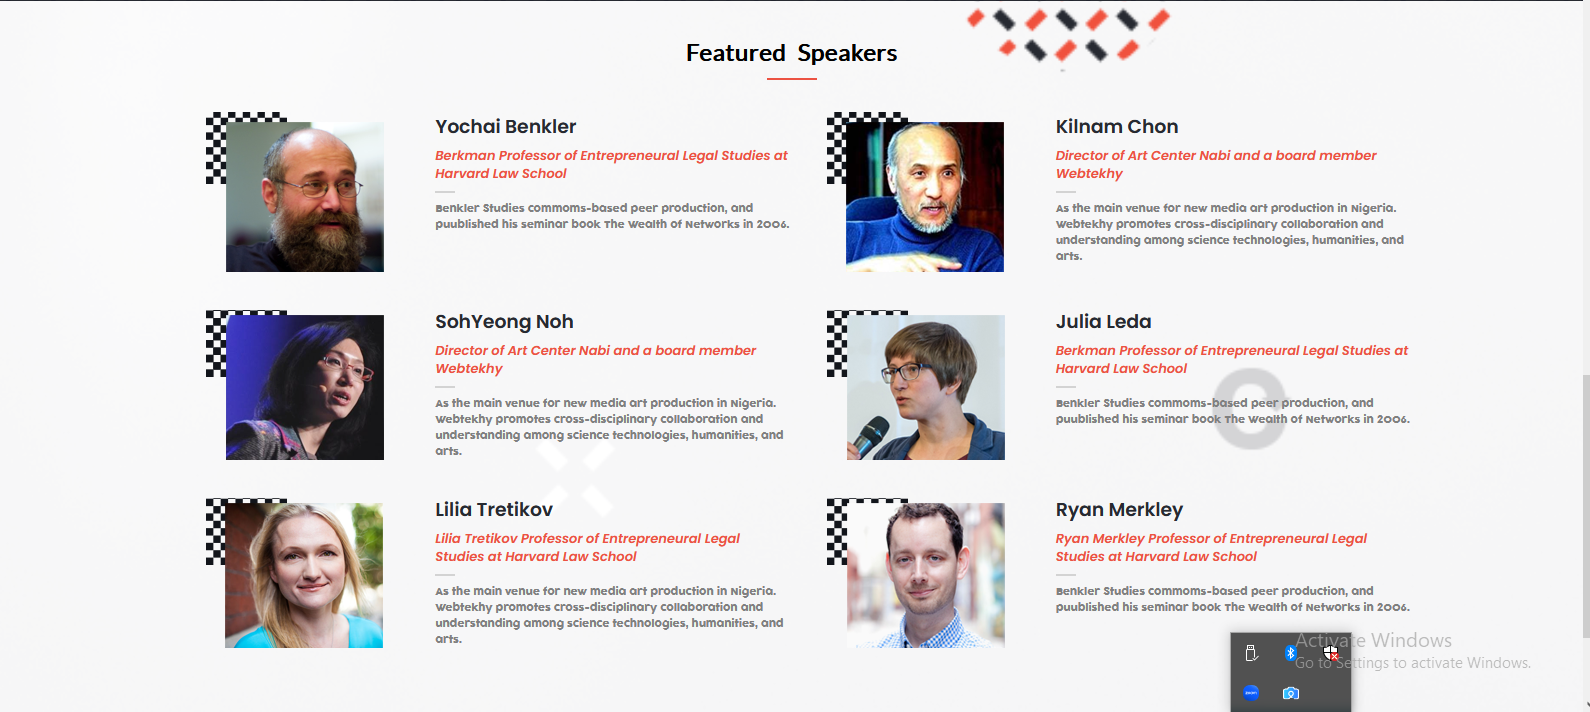 Featured Speakers
Yochai Benkler
Berkman Professor of Entrepreneural Legal Studies at
Harvard Law School
Benkler Studies commoms-based peer production, and
puublished his seminar book The Wealth of Networks in 2006.
Kilnam Chon
Director of Art Center Nabi and a board member
Webtekhy
As the main venue for new media art production in Nigeria.
Webtekhy promotes cross-disciplinary collaboration and
understanding among science technologies, humanities, and
arts.
SohYeong Noh
Director of Art Center Nabi and a board member
Webtekhy
As the main venue for new media art production in Nigeria.
Webtekhy promotes cross-disciplinary collaboration and
understanding among science technologies, humanities, and
arts.
Julia Leda
Berkman Professor of Entrepreneural Legal Studies at
Harvard Law School
Benkler Studies commoms-based peer production, and
puublished his seminar book The Wealth of Networks in 2006.
Lilia Tretikov
Lilia Tretikov Professor of Entrepreneural Legal
Studies at Harvard Law School
As the main venue for new media art production in Nigeria.
Webtekhy promotes cross-disciplinary collaboration and
understanding among science technologies, humanities, and
arts.
Ryan Merkley
Ryan Merkley Professor of Entrepreneural Legal
Studies at Harvard Law School
Benkler Studies commoms-based peer production, and
puublished his seminar book The Wealth of Networks in 2006.
Activate Windows
Go to Settings to activate Windows.